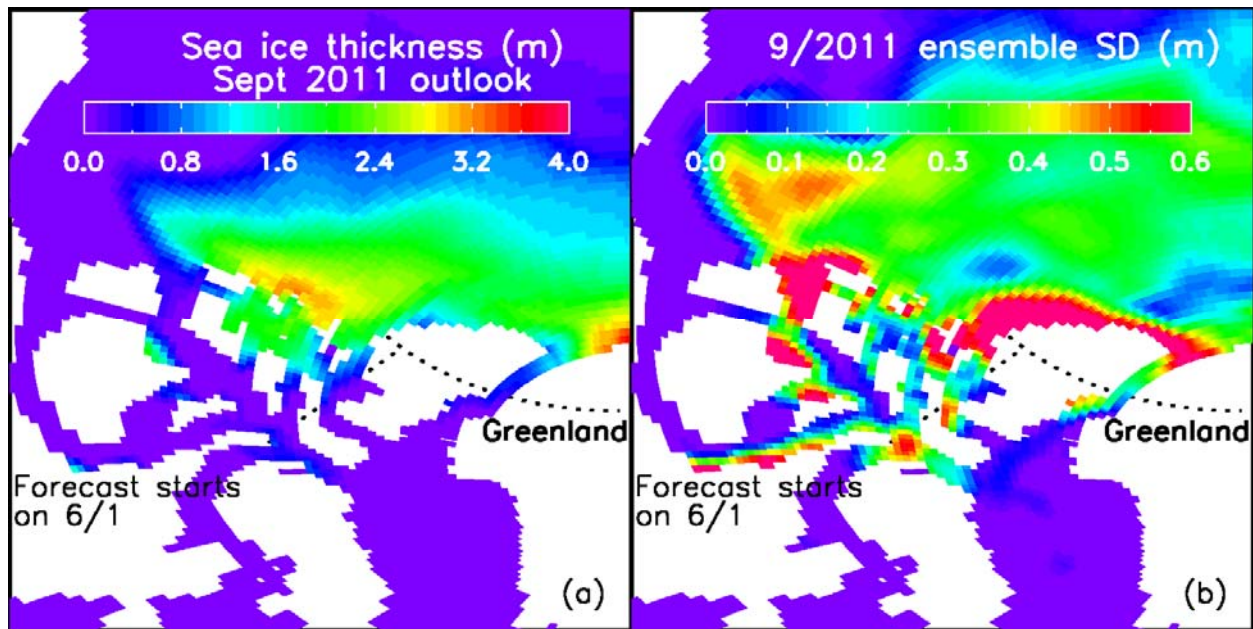 Sea ice thickness (m)
Sept 2011 outlook
0.0 0.8 1.6 2.4 3.2 4.0
Greenland
Forecast starts
on 6/1
(a)
9/2011 ensemble SD (m)
0.0 0.1 0.2 0.3 0.4 0.5 0.6
Greenland
Forecast starts
on 6/1
(b)